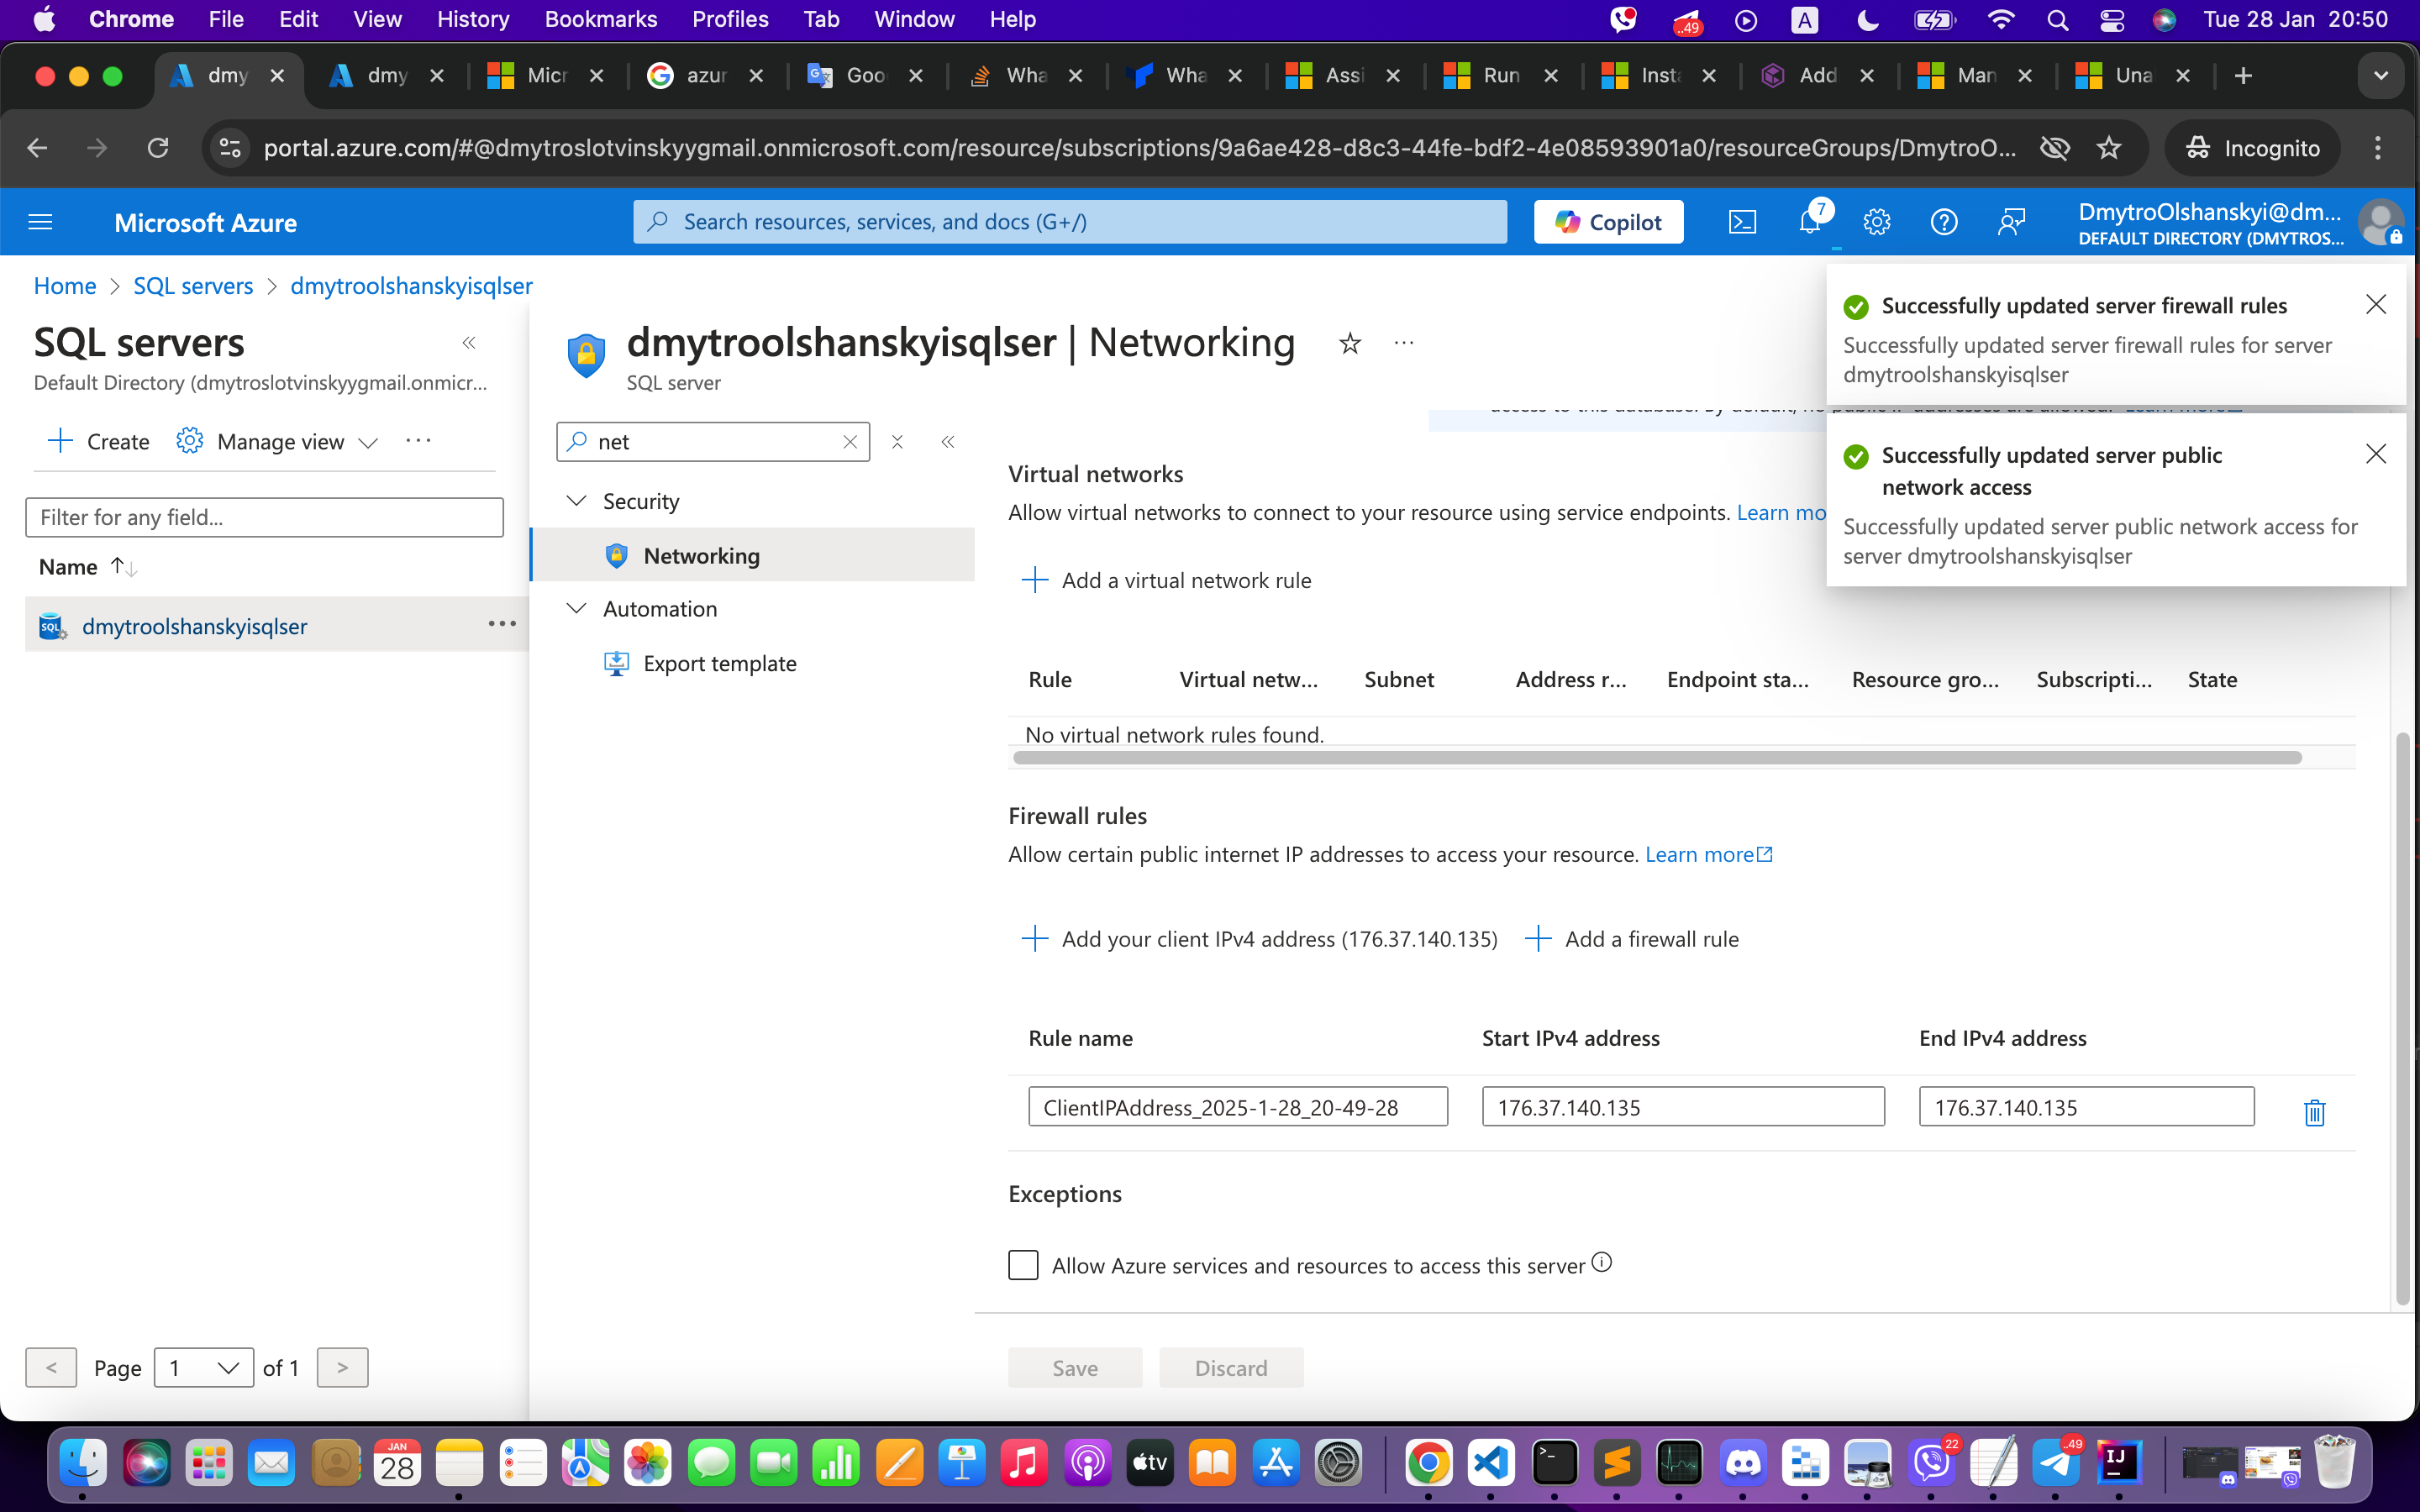 Chrome File Edit View History Bookmarks Profiles Tab Window Help ..49 A Tue 28 Jan 20:50
dmy dmy Micr azur Goo Wha Wha Assi Run Inst Add Man Una
portal.azure.com/#@dmytroslotvinskyygmail.onmicrosoft.com/resource/subscriptions/9a6ae428-d8c3-44fe-bdf2-4e08593901a0/resourceGroups/DmytroO... Incognito
Microsoft Azure Search resources, services, and docs (G+/) Copilot 7 DmytroOlshanskyi@dm...
DEFAULT DIRECTORY (DMYTROS...
Home > SQL servers > dmytroolshanskyisqlser
SQL servers
Default Directory (dmytroslotvinskyygmail.onmicr...
Create Manage view ...
Filter for any field...
Name
SQL dmytroolshanskyisqlser ...
< Page 1 of 1 >
dmytroolshanskyisqlser | Networking ...
SQL server
net
Security
Networking
Automation
Export template
Successfully updated server firewall rules
Successfully updated server firewall rules for server
dmytroolshanskyisqlser
Successfully updated server public
network access
Successfully updated server public network access for
server dmytroolshanskyisqlser
Virtual networks
Allow virtual networks to connect to your resource using service endpoints. Learn mo
Add a virtual network rule
Rule Virtual netw... Subnet Address r... Endpoint sta... Resource gro... Subscripti... State
No virtual network rules found.
Firewall rules
Allow certain public internet IP addresses to access your resource. Learn more
Add your client IPv4 address (176.37.140.135) Add a firewall rule
Rule name Start IPv4 address End IPv4 address
ClientIPAddress_2025-1-28_20-49-28 176.37.140.135 176.37.140.135
Exceptions
Allow Azure services and resources to access this server
Save Discard
JAN
28
tv
22
..49
IJ